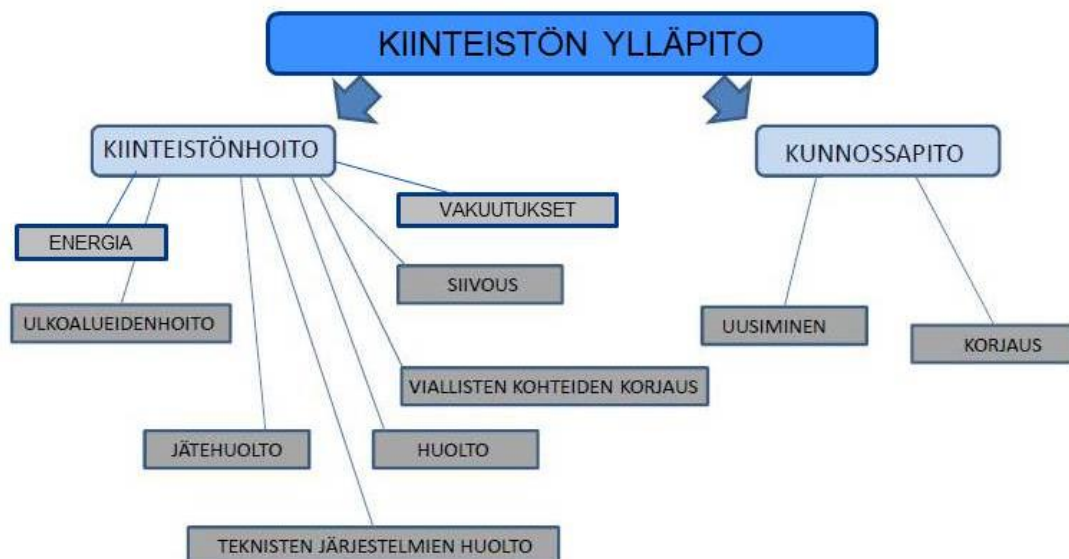 KIINTEISTÖN YLLÄPITO
KIINTEISTÖNHOITO
KUNNOSSAPITO
VAKUUTUKSET
ENERGIA
SIIVOUS
ULKOALUEIDENHOITO
UUSIMINEN
KORJAUS
VIALLISTEN KOHTEIDEN KORJAUS
JÄTEHUOLTO
HUOLTO
TEKNISTEN JÄRJESTELMIEN HUOLTO